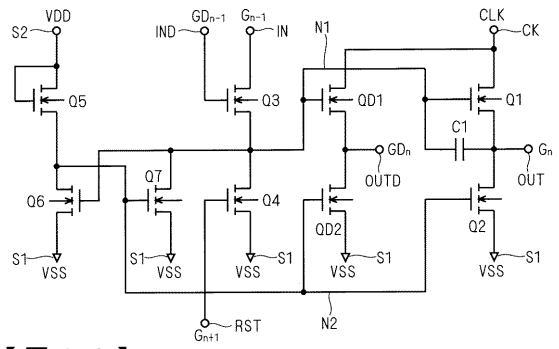 VDD GDn-1 Gn-1 CLK
S2 IND IN N1 CK
Q5 Q3 QD1 Q1
C1
GDn Gn
Q6 Q7 Q4 OUTD OUT
QD2 Q2
S1 S1 S1 S1 S1
VSS VSS VSS VSS VSS
RST N2
Gn+1